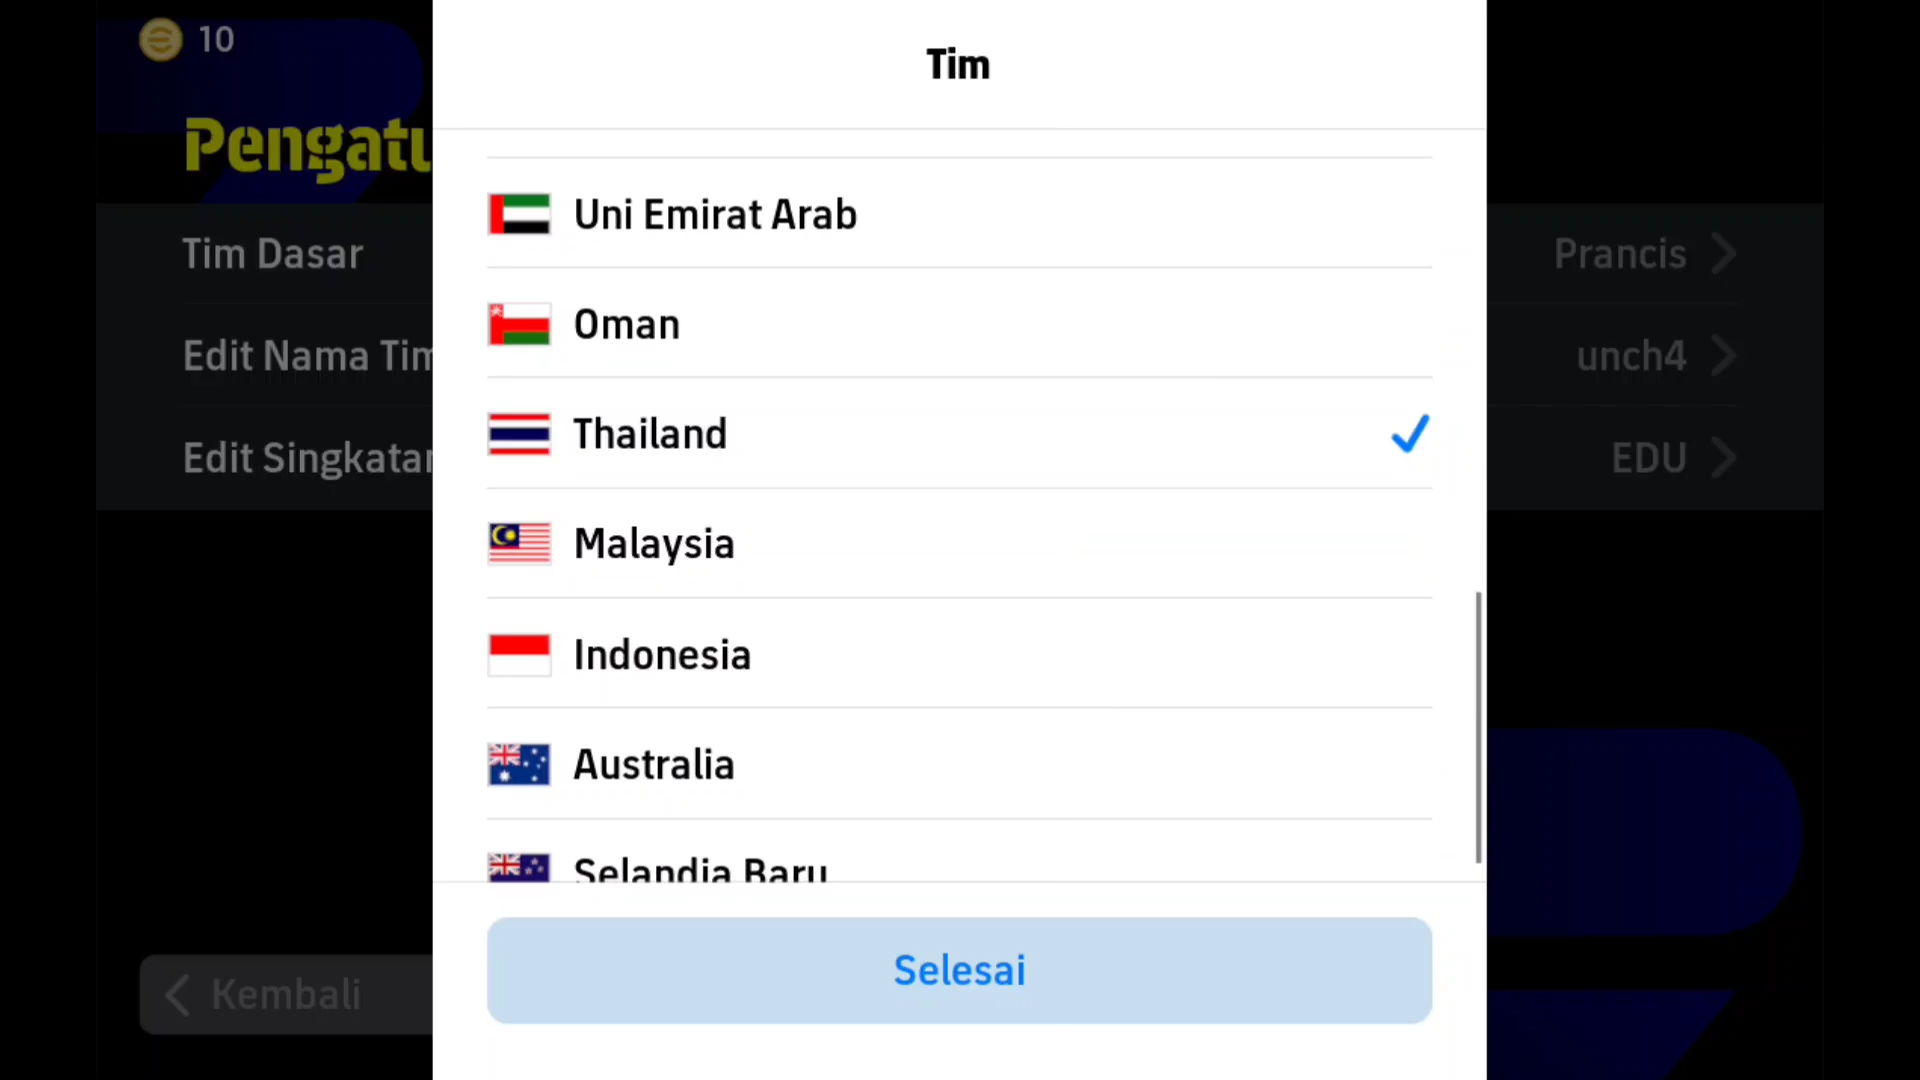 10
Tim
Pengatu
Uni Emirat Arab
Tim Dasar
Prancis
Oman
Edit Nama Tim
unch4
Thailand
Edit Singkatan
EDU
Malaysia
Indonesia
Australia
Selandia Baru
Selesai
Kembali